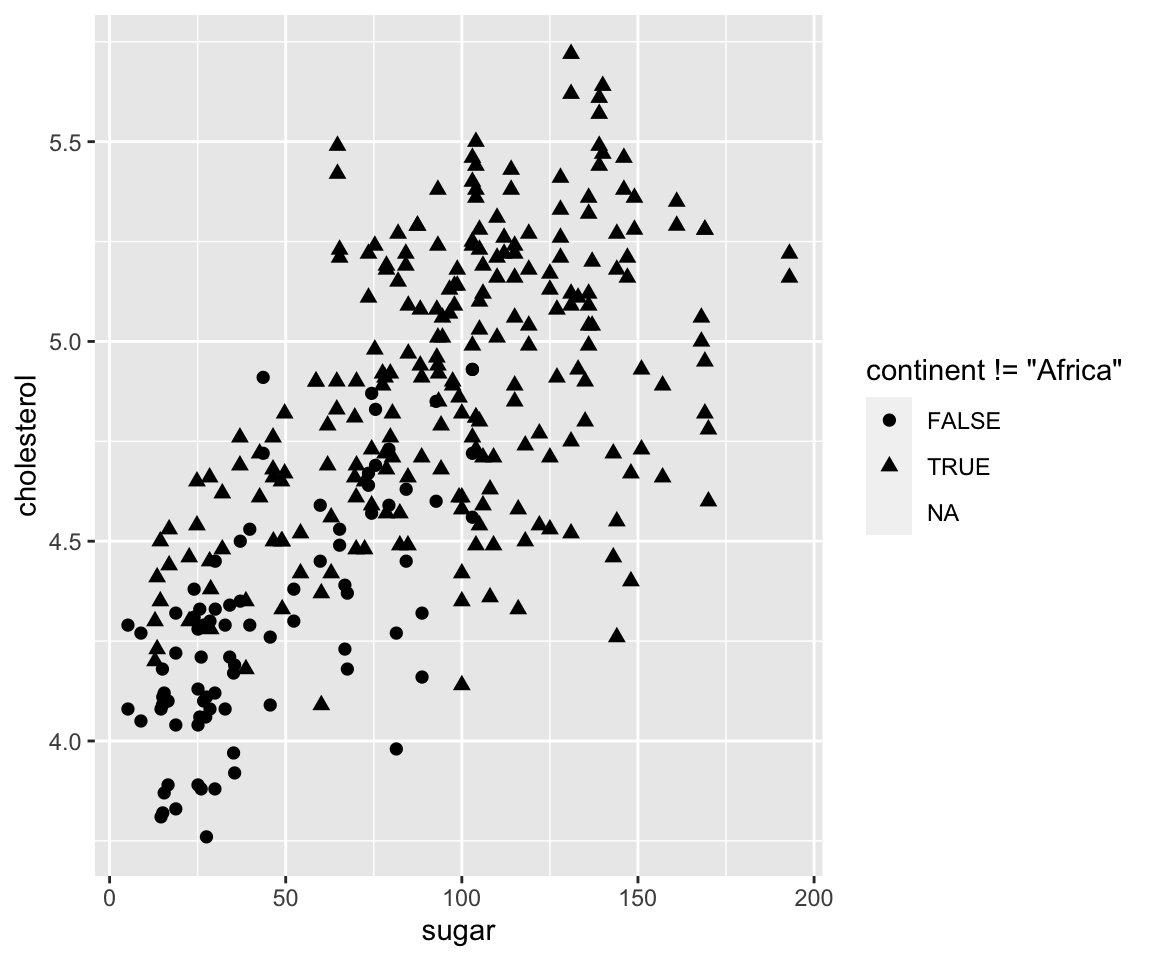 5.5
5.0
4.5
4.0
cholesterol
0 50 100 150 200
sugar
continent != "Africa"
FALSE
TRUE
NA